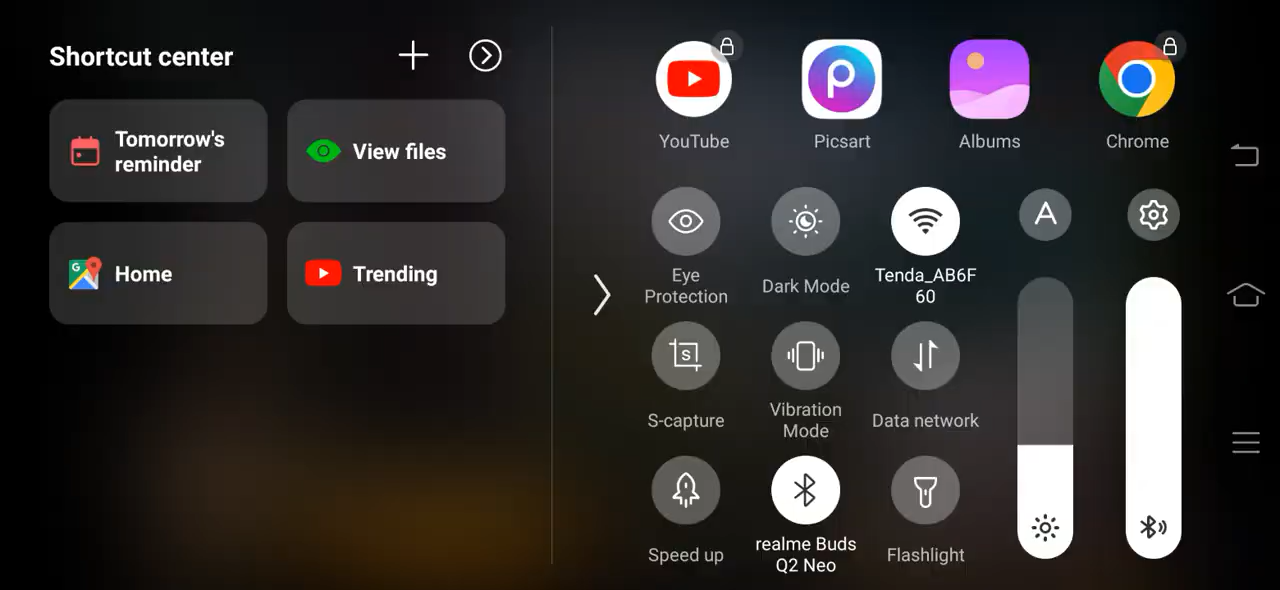 Shortcut center
Tomorrow's
reminder
View files
Home
Trending
YouTube
Picsart
Albums
Chrome
Eye
Protection
Dark Mode
Tenda_AB6F
60
A
S-capture
S
Vibration
Mode
Data network
Speed up
realme Buds
Q2 Neo
Flashlight